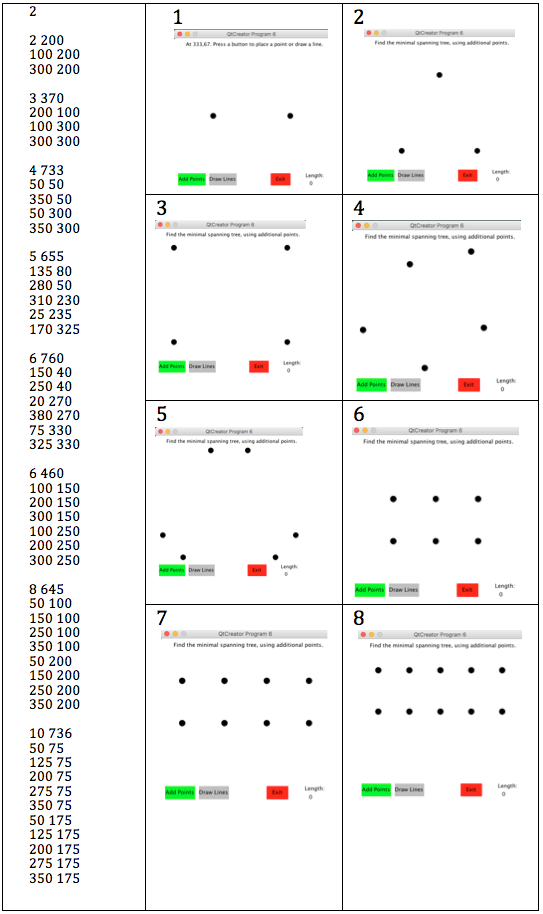 2
2 200
100 200
300 200
3 370
200 100
100 300
300 300
4 733
50 50
350 50
50 300
350 300
5 655
135 80
280 50
310 230
25 235
170 325
6 760
150 40
250 40
20 270
380 270
75 330
325 330
6 460
100 150
200 150
300 150
100 250
200 250
300 250
8 645
50 100
150 100
250 100
350 100
50 200
150 200
250 200
350 200
10 736
50 75
125 75
200 75
275 75
350 75
50 175
125 175
200 175
275 175
350 175
1
QtCreator Program 6
At 333,67. Press a button to place a point or draw a line.
Add Points Draw Lines Exit Length:
0
2
QtCreator Program 6
Find the minimal spanning tree, using additional points.
Add Points Draw Lines Exit Length:
0
3
QtCreator Program 6
Find the minimal spanning tree, using additional points.
Add Points Draw Lines Exit Length:
0
4
QtCreator Program 6
Find the minimal spanning tree, using additional points.
Add Points Draw Lines Exit Length:
0
5
QtCreator Program 6
Find the minimal spanning tree, using additional points.
Add Points Draw Lines Exit Length:
0
6
QtCreator Program 6
Find the minimal spanning tree, using additional points.
Add Points Draw Lines Exit Length:
0
7
QtCreator Program 6
Find the minimal spanning tree, using additional points.
Add Points Draw Lines Exit Length:
0
8
QtCreator Program 6
Find the minimal spanning tree, using additional points.
Add Points Draw Lines Exit Length:
0